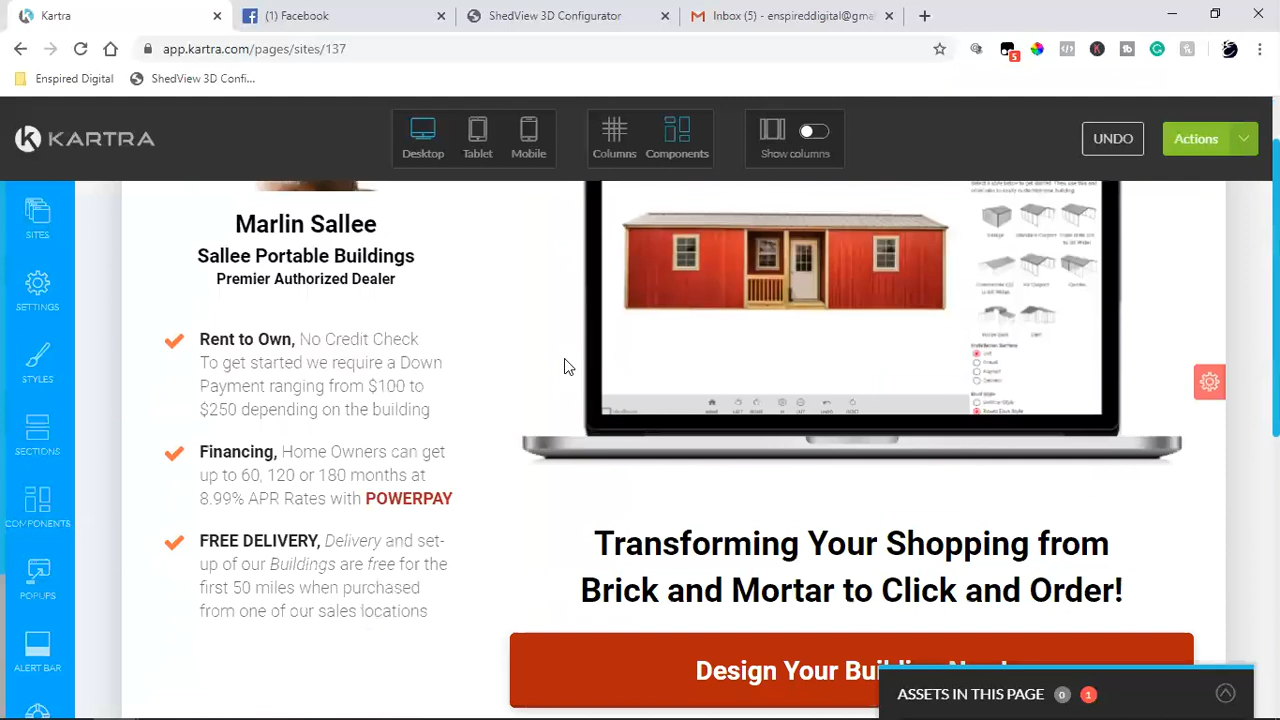 Kartra
(1) Facebook
ShedView 3D Configurator
Inbox (5) - enspireddigital@gmai
app.kartra.com/pages/sites/137
5
Enspired Digital
ShedView 3D Confi...
KARTRA
Desktop
Tablet
Mobile
Columns
Components
Show columns
UNDO
Actions
SITES
SETTINGS
STYLES
SECTIONS
COMPONENTS
POPUPS
ALERT BAR
Marlin Sallee
Sallee Portable Buildings
Premier Authorized Dealer
Rent to Own, No Credit Check
To get started we require a Down
Payment ranging from $100 to
$250 depending on the building
Financing, Home Owners can get
up to 60, 120 or 180 months at
8.99% APR Rates with POWERPAY
FREE DELIVERY, Delivery and set-
up of our Buildings are free for the
first 50 miles when purchased
from one of our sales locations
Transforming Your Shopping from
Brick and Mortar to Click and Order!
Design Your Building Now!
ASSETS IN THIS PAGE 0 1